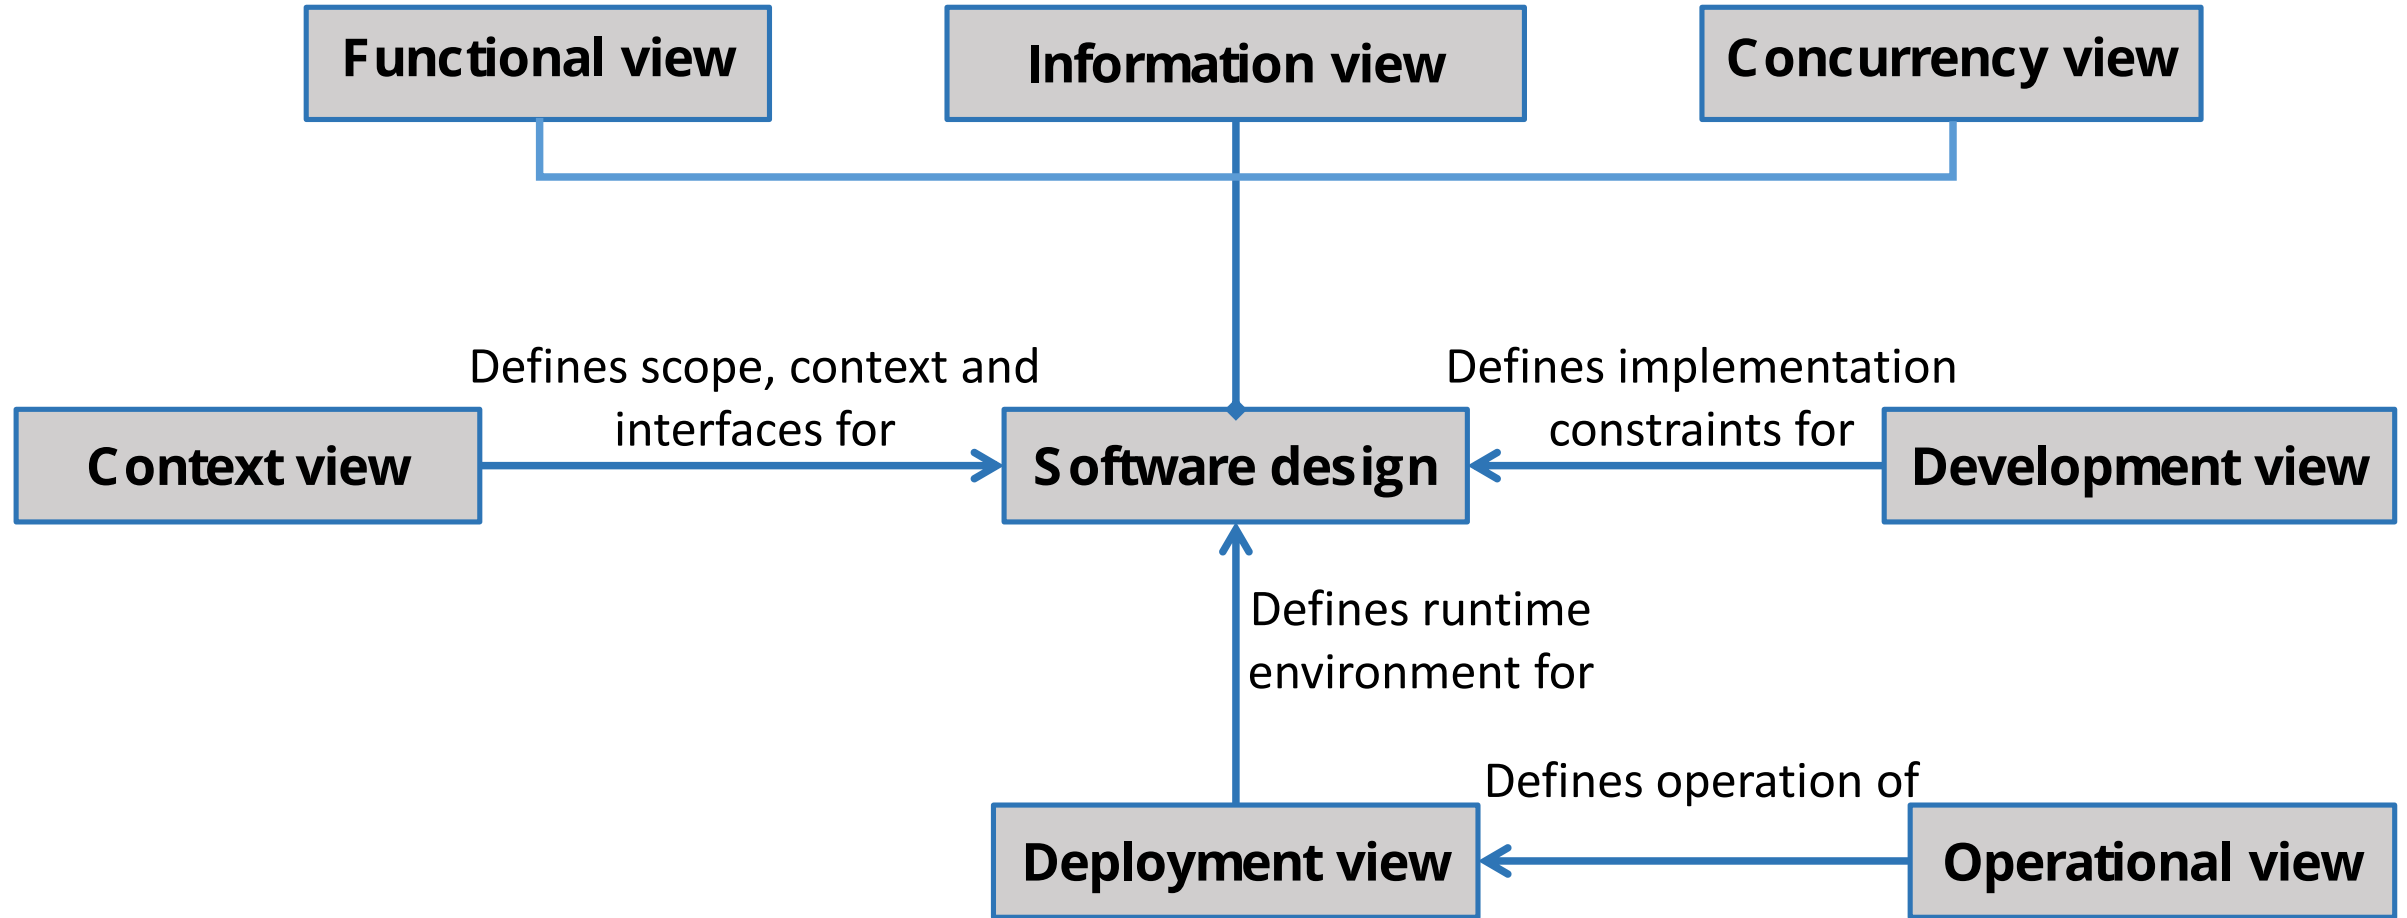 Functional view
Information view
Concurrency view
Defines scope, context and
interfaces for
Defines implementation
constraints for
Context view
Software design
Development view
Defines runtime
environment for
Defines operation of
Deployment view
Operational view